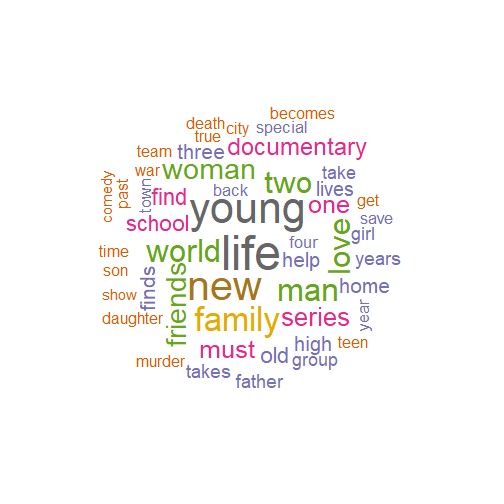 becomes
death
city
special
true
documentary
team
three
woman
take
war
two
lives
comedy
past
town
find
back
young
one
get
school
save
love
girl
world
life
four
time
help
years
son
finds
friends
new
man
home
show
year
daughter
family
series
must
high
teen
murder
old
group
takes
father